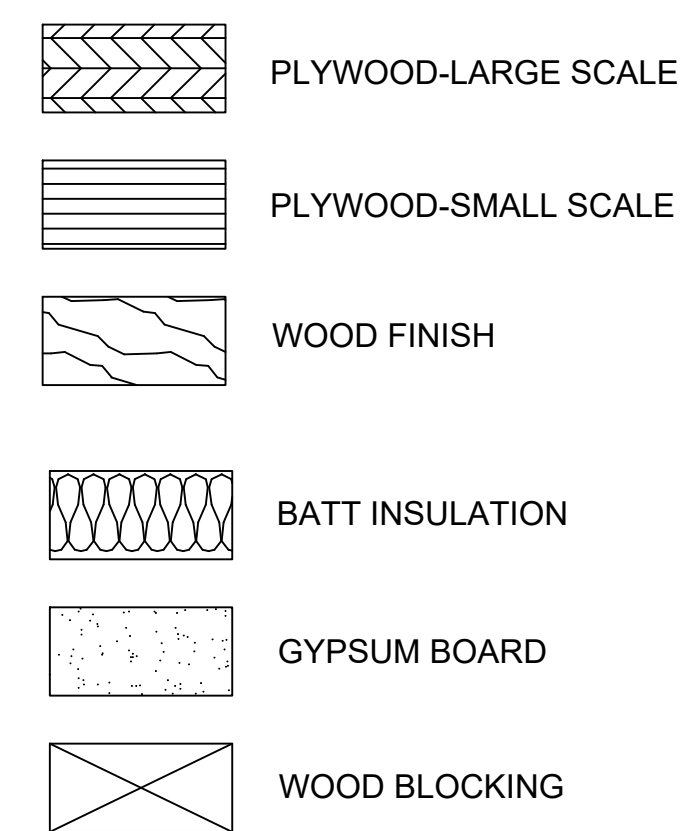 PLYWOOD-LARGE SCALE
PLYWOOD-SMALL SCALE
WOOD FINISH
BATT INSULATION
GYPSUM BOARD
WOOD BLOCKING